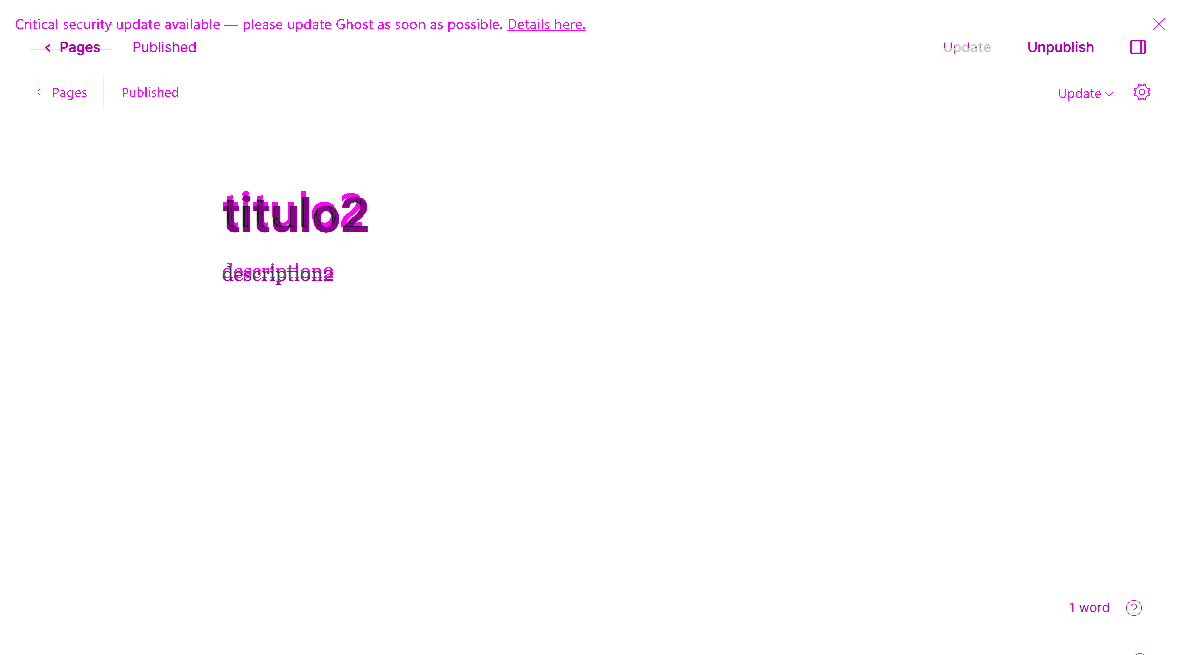 Critical security update available — please update Ghost as soon as possible. Details here.
Pages Published Update Unpublish
Pages Published Update
titulo2
description2
1 word ?